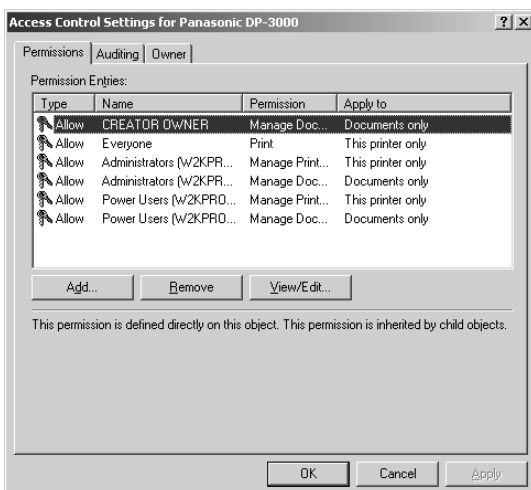 Access Control Settings for Panasonic DP-3000 ? ×
Permissions Auditing Owner
Permission Entries:
Type Name Permission Apply to
Allow CREATOR OWNER Manage Doc... Documents only
Allow Everyone Print This printer only
Allow Administrators (W2KPR... Manage Print... This printer only
Allow Administrators (W2KPR... Manage Doc... Documents only
Allow Power Users (W2KPRO... Manage Print... This printer only
Allow Power Users (W2KPRO... Manage Doc... Documents only
Add... Remove View/Edit...
This permission is defined directly on this object. This permission is inherited by child objects.
OK Cancel Apply